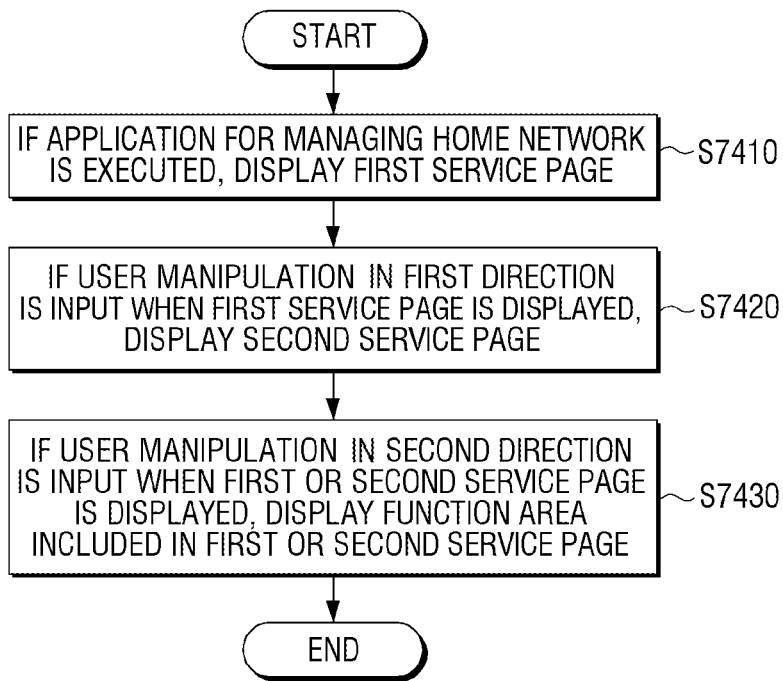 START
IF APPLICATION FOR MANAGING HOME NETWORK
IS EXECUTED, DISPLAY FIRST SERVICE PAGE
S7410
IF USER MANIPULATION IN FIRST DIRECTION
IS INPUT WHEN FIRST SERVICE PAGE IS DISPLAYED,
DISPLAY SECOND SERVICE PAGE
S7420
IF USER MANIPULATION IN SECOND DIRECTION
IS INPUT WHEN FIRST OR SECOND SERVICE PAGE
IS DISPLAYED, DISPLAY FUNCTION AREA
INCLUDED IN FIRST OR SECOND SERVICE PAGE
S7430
END